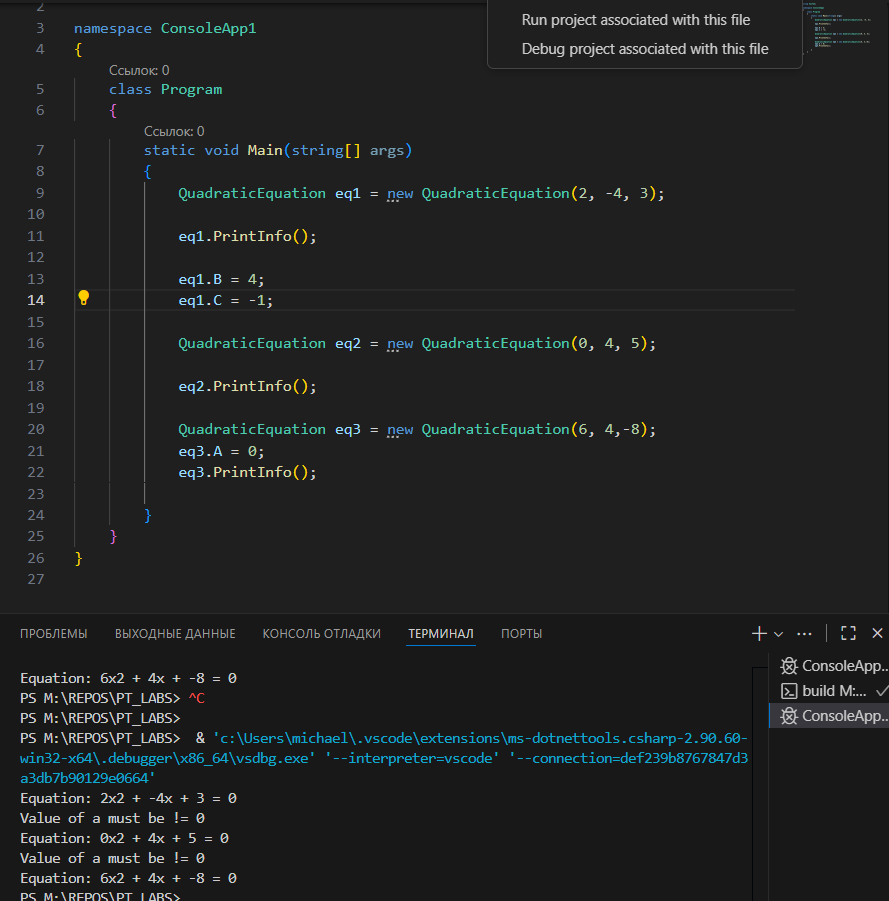 Run project associated with this file
Debug project associated with this file
2
3 namespace ConsoleApp1
4 {
Ссылок: 0
5 class Program
6 {
Ссылок: 0
7 static void Main(string[] args)
8 {
9 QuadraticEquation eq1 = new QuadraticEquation(2, -4, 3);
10
11 eq1.PrintInfo();
12
13 eq1.B = 4;
14 eq1.C = -1;
15
16 QuadraticEquation eq2 = new QuadraticEquation(0, 4, 5);
17
18 eq2.PrintInfo();
19
20 QuadraticEquation eq3 = new QuadraticEquation(6, 4,-8);
21 eq3.A = 0;
22 eq3.PrintInfo();
23
24 }
25 }
26 }
27
ПРОБЛЕМЫ ВЫХОДНЫЕ ДАННЫЕ КОНСОЛЬ ОТЛАДКИ ТЕРМИНАЛ ПОРТЫ
Equation: 6x2 + 4x + -8 = 0
PS M:\REPOS\PT_LABS> ^C
PS M:\REPOS\PT_LABS>
PS M:\REPOS\PT_LABS> & 'c:\Users\michael\.vscode\extensions\ms-dotnettools.csharp-2.90.60-
win32-x64\.debugger\x86_64\vsdbg.exe' '--interpreter=vscode' '--connection=def239b8767847d3
a3db7b90129e0664'
Equation: 2x2 + -4x + 3 = 0
Value of a must be != 0
Equation: 0x2 + 4x + 5 = 0
Value of a must be != 0
Equation: 6x2 + 4x + -8 = 0
PS M:\REPOS\PT_LABS>
ConsoleApp...
build M:...
ConsoleApp...